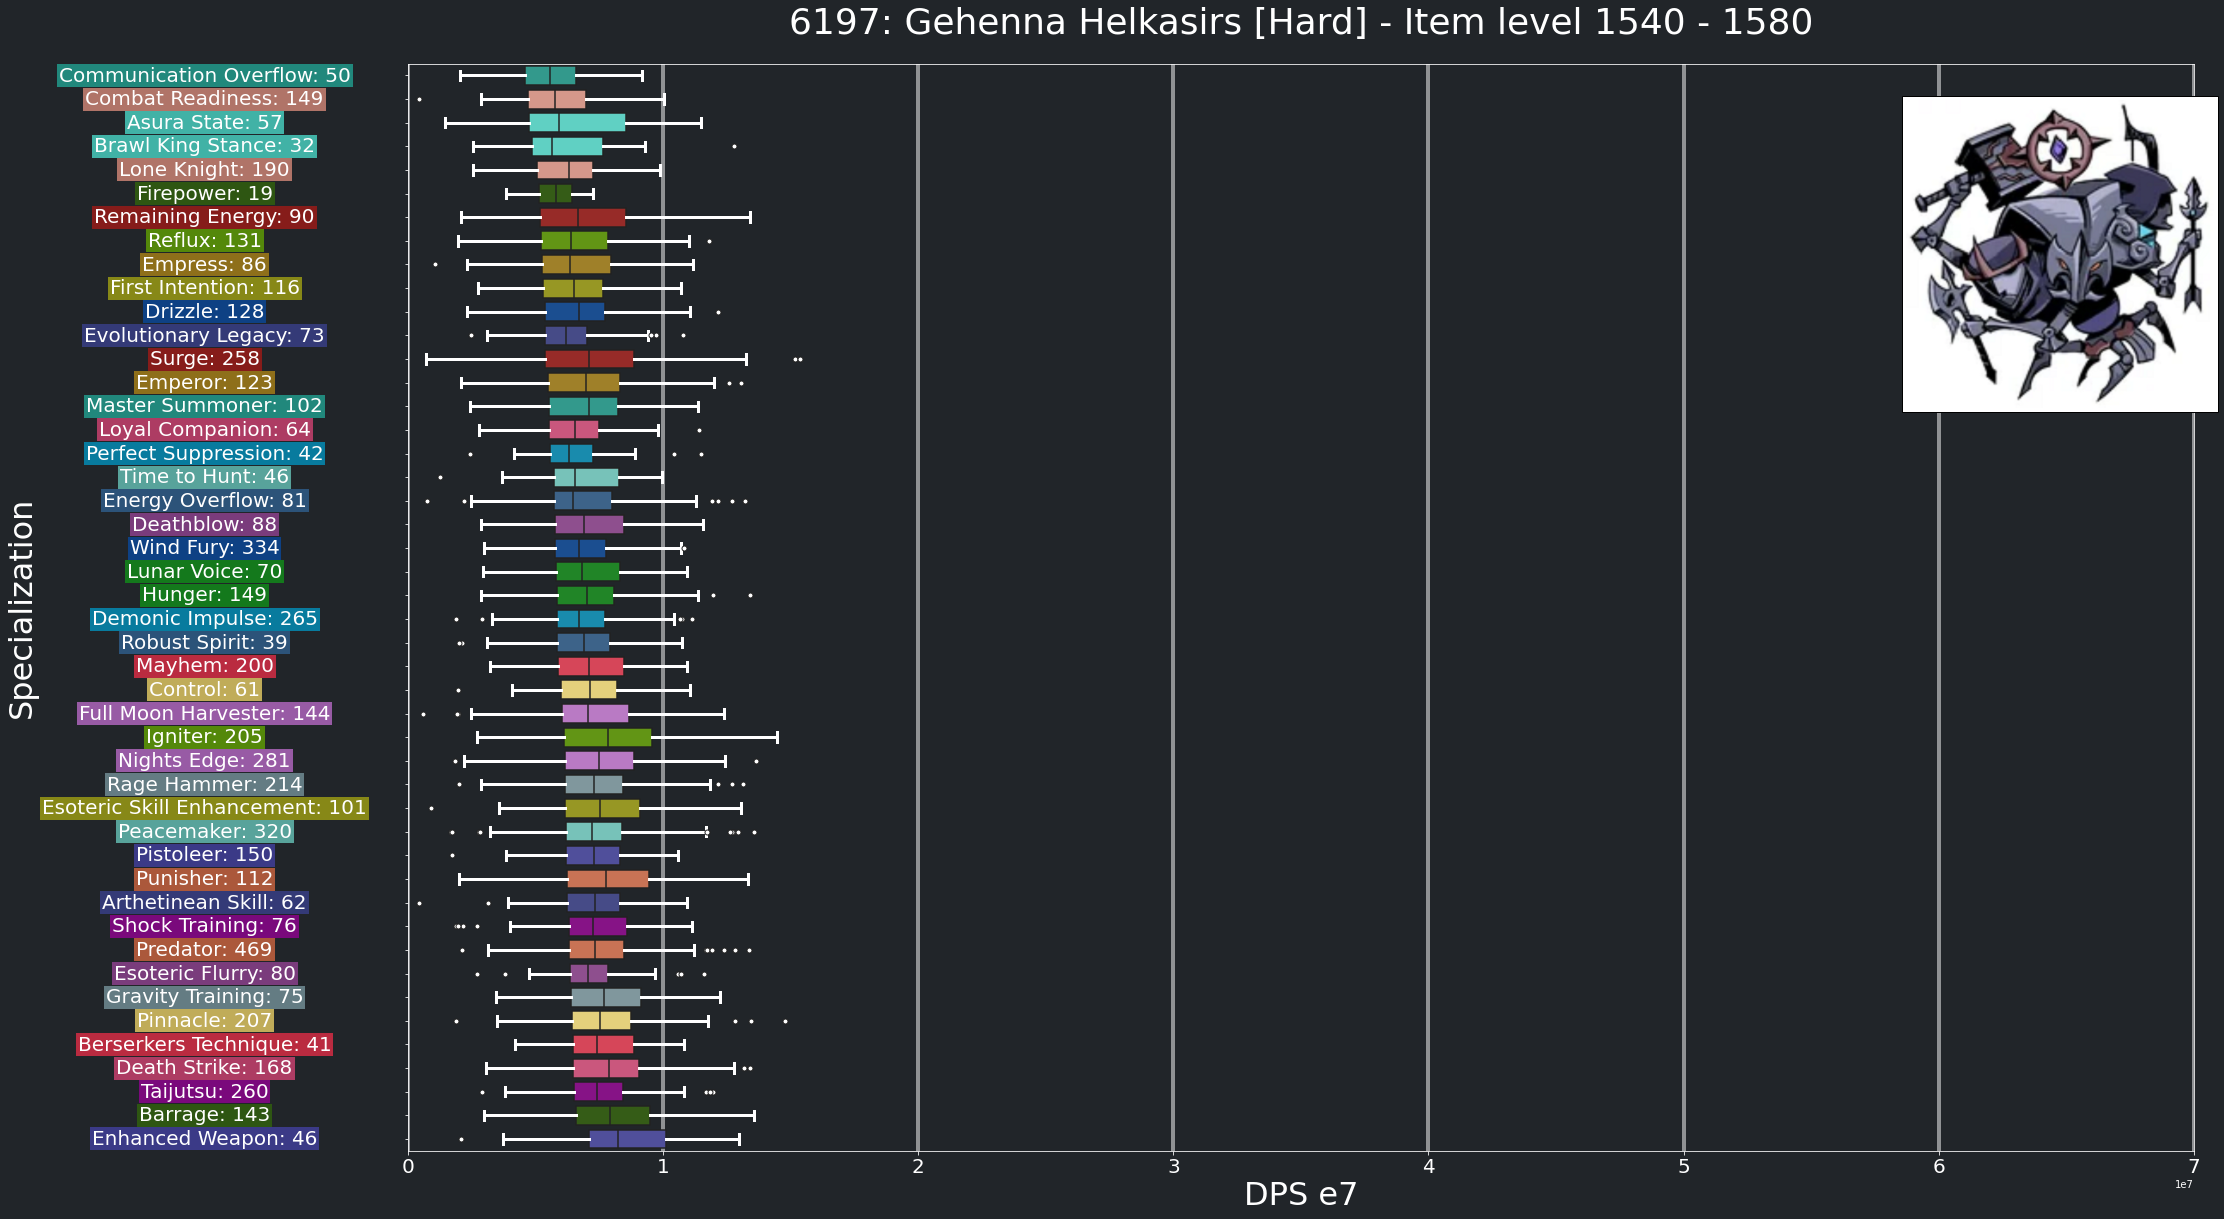 6197: Gehenna Helkasirs [Hard] - Item level 1540 - 1580
Communication Overflow: 50
Combat Readiness: 149
Asura State: 57
Brawl King Stance: 32
Lone Knight: 190
Firepower: 19
Remaining Energy: 90
Reflux: 131
Empress: 86
First Intention: 116
Drizzle: 128
Evolutionary Legacy: 73
Surge: 258
Emperor: 123
Master Summoner: 102
Loyal Companion: 64
Perfect Suppression: 42
Time to Hunt: 46
Energy Overflow: 81
Deathblow: 88
Wind Fury: 334
Lunar Voice: 70
Hunger: 149
Demonic Impulse: 265
Robust Spirit: 39
Mayhem: 200
Control: 61
Full Moon Harvester: 144
Igniter: 205
Nights Edge: 281
Rage Hammer: 214
Esoteric Skill Enhancement: 101
Peacemaker: 320
Pistoleer: 150
Punisher: 112
Arthetinean Skill: 62
Shock Training: 76
Predator: 469
Esoteric Flurry: 80
Gravity Training: 75
Pinnacle: 207
Berserkers Technique: 41
Death Strike: 168
Taijutsu: 260
Barrage: 143
Enhanced Weapon: 46
Specialization
0 1 2 3 4 5 6 7
1e7
DPS e7